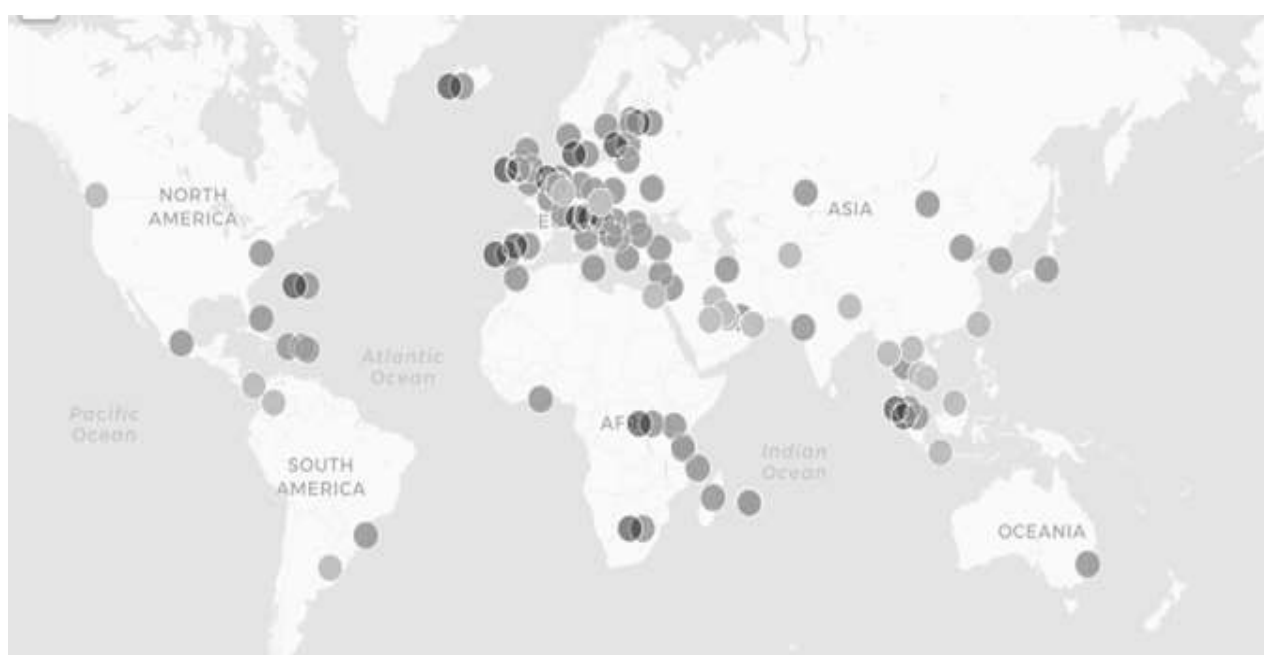 NORTH
AMERICA
ASIA
Atlantic
Ocean
Pacific
Ocean
SOUTH
AMERICA
Indian
Ocean
OCEANIA